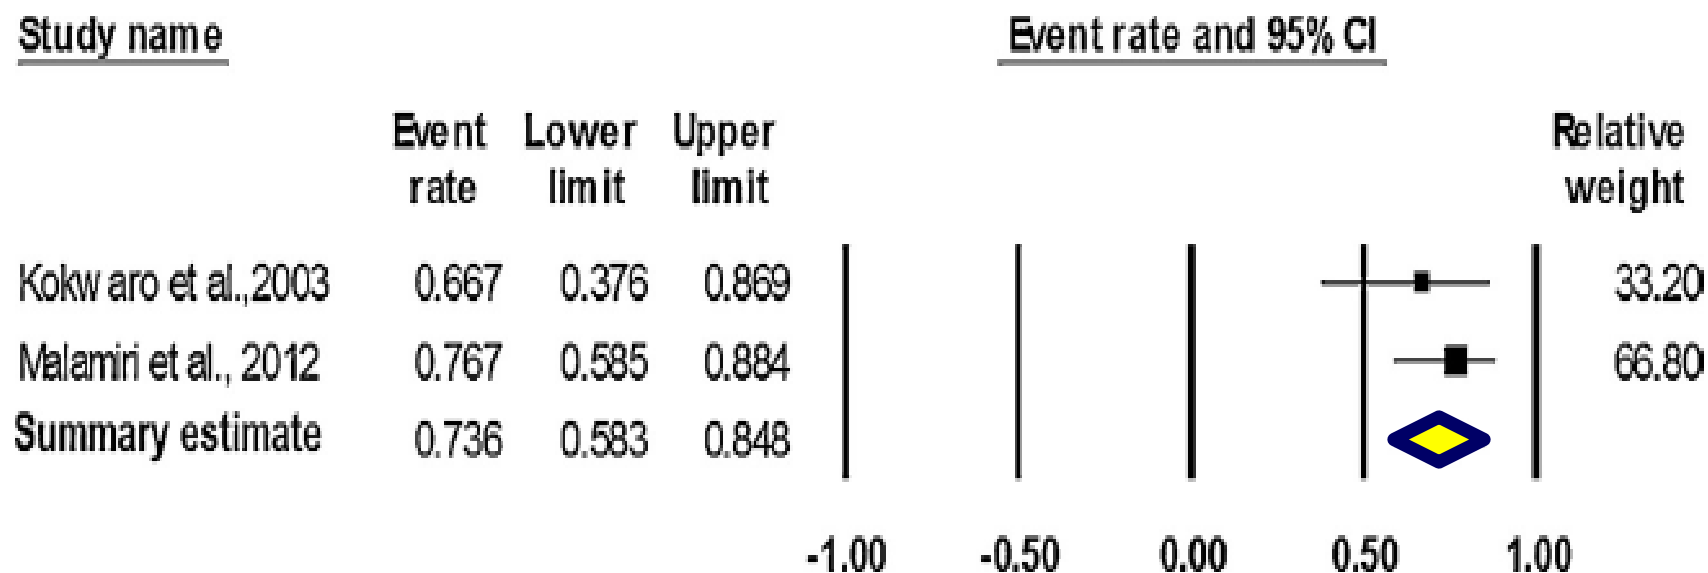 Study name Event rate and 95% CI
Event Lower Upper Relative
rate limit limit weight
Kokwaro et al.,2003 0.667 0.376 0.869 33.20
Malamiri et al., 2012 0.767 0.585 0.884 66.80
Summary estimate 0.736 0.583 0.848
-1.00 -0.50 0.00 0.50 1.00